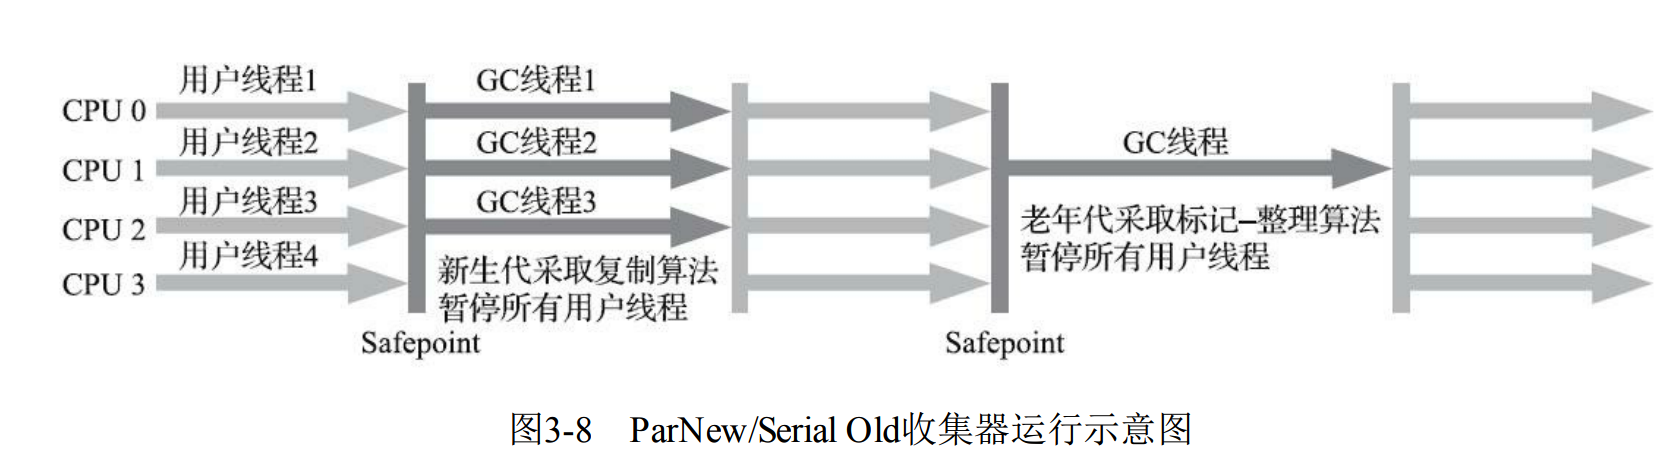 用户线程1
GC线程1
CPU 0
用户线程2
GC线程2
GC线程
CPU 1
用户线程3
GC线程3
CPU 2
老年代采取标记–整理算法
暂停所有用户线程
用户线程4
CPU 3
新生代采取复制算法
暂停所有用户线程
Safepoint
Safepoint
图3-8 ParNew/Serial Old收集器运行示意图